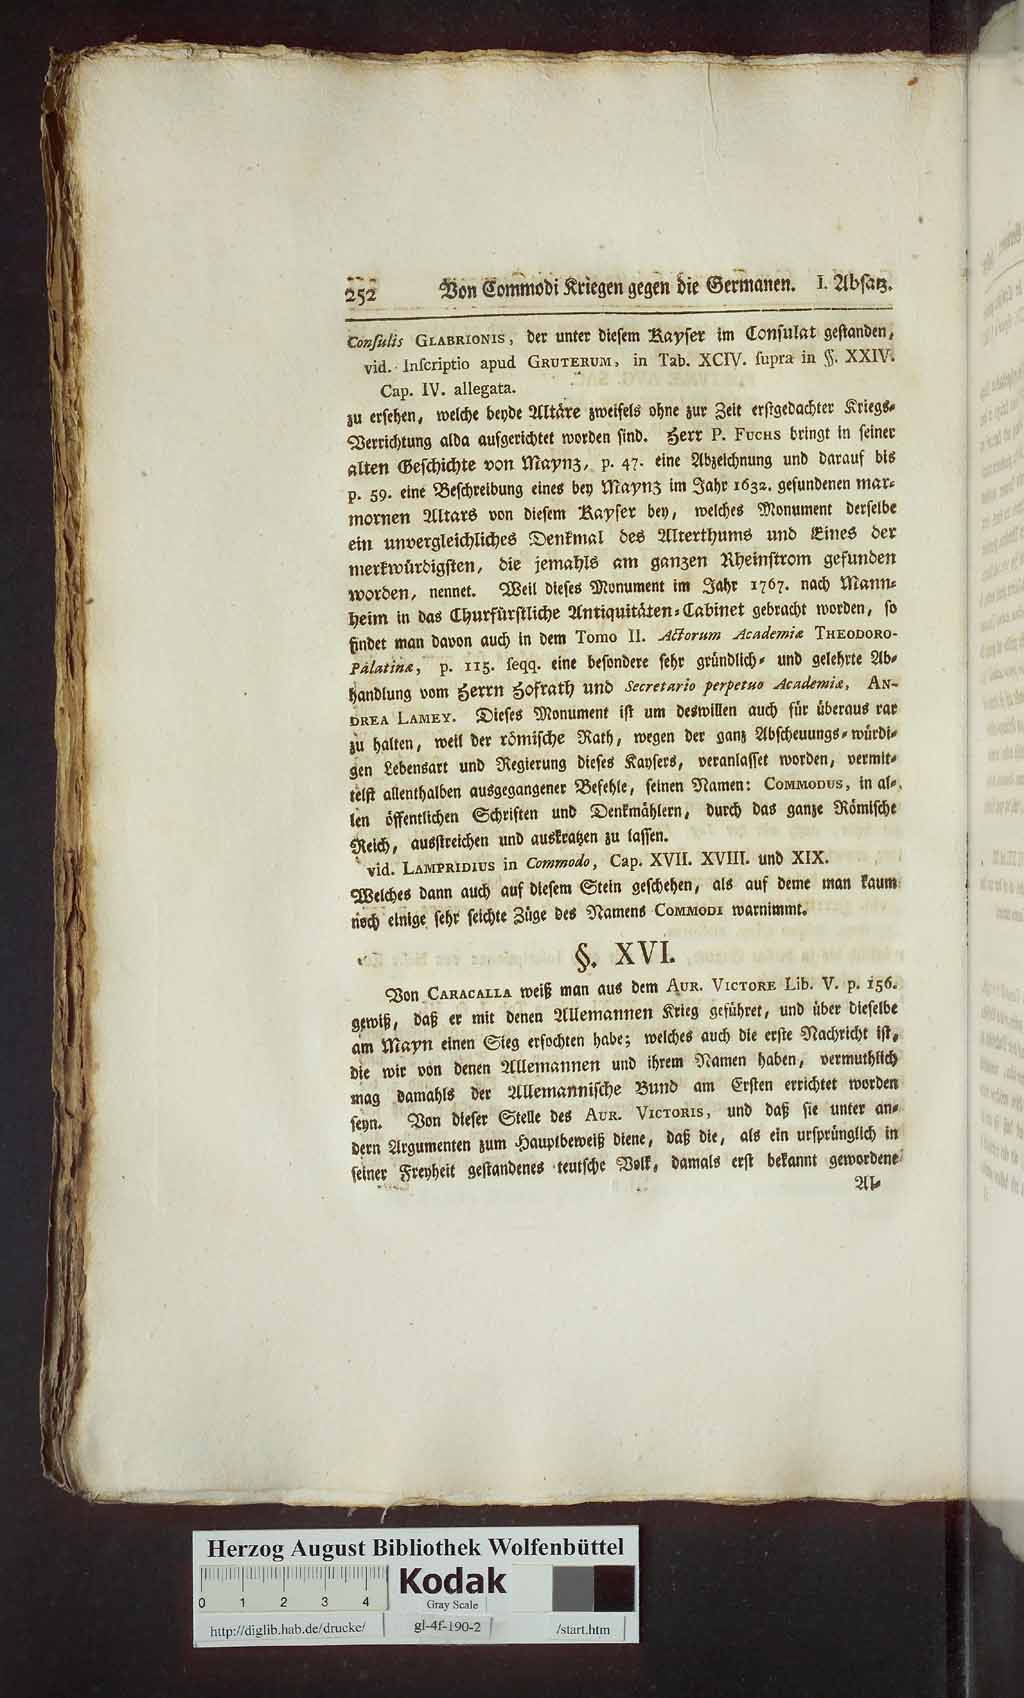 252 Von Commodi Kriegen gegen die Germanen. I. Absatz.
Consulis GLABRIONIS, der unter diesem Kayser im Consulat gestanden,
vid. Inscriptio apud GRUTERUM, in Tab. XCIV. supra in §. XXIV.
Cap. IV. allegata.
zu ersehen, welche beyde Altäre zweifels ohne zur Zeit erstgedachter Kriegs-
Verrichtung alda aufgerichtet worden sind. Herr P. FUCHS bringt in seiner
alten Geschichte von Maynz, p. 47. eine Abzeichnung und darauf bis
p. 59. eine Beschreibung eines bey Maynz im Jahr 1632. gefundenen mar-
mornen Altars von diesem Kayser bey, welches Monument derselbe
ein unvergleichliches Denkmal des Alterthums und Eines der
merkwürdigsten, die jemahls am ganzen Rheinstrom gefunden
worden, nennet. Weil dieses Monument im Jahr 1767. nach Mann-
heim in das Churfürstliche Antiquitäten-Cabinet gebracht worden, so
findet man davon auch in dem Tomo II. Actorum Academiæ THEODORO-
Palatinæ, p. 115. seqq. eine besondere sehr gründlich- und gelehrte Ab-
handlung vom Herrn Hofrath und Secretario perpetuo Academiæ, AN-
DREA LAMEY. Dieses Monument ist um deswillen auch für überaus rar
zu halten, weil der römische Rath, wegen der ganz Abscheuungs-würdi-
gen Lebensart und Regierung dieses Kaysers, veranlasset worden, vermit-
telst allenthalben ausgegangener Befehle, seinen Namen: COMMODUS, in al-
len öffentlichen Schriften und Denkmählern, durch das ganze Römische
Reich, ausstreichen und auskratzen zu lassen.
vid. LAMPRIDIUS in Commodo, Cap. XVII. XVIII. und XIX.
Welches dann auch auf diesem Stein geschehen, als auf deme man kaum
noch einige sehr seichte Züge des Namens COMMODI warnimmt.
§. XVI.
Von CARACALLA weiß man aus dem AUR. VICTORE Lib. V. p. 156.
gewiß, daß er mit denen Allemannen Krieg geführet, und über dieselbe
am Mayn einen Sieg erfochten habe; welches auch die erste Nachricht ist,
die wir von denen Allemannen und ihrem Namen haben, vermuthlich
mag damahls der Allemannische Bund am Ersten errichtet worden
seyn. Von dieser Stelle des AUR. VICTORIS, und daß sie unter an-
dern Argumenten zum Hauptbeweiß diene, daß die, als ein ursprünglich in
seiner Freyheit gestandenes teutsche Volk, damals erst bekannt gewordene
Al-
Herzog August Bibliothek Wolfenbüttel
0 1 2 3 4
Kodak
Gray Scale
http://diglib.hab.de/drucke/ gl-4f-190-2 /start.htm